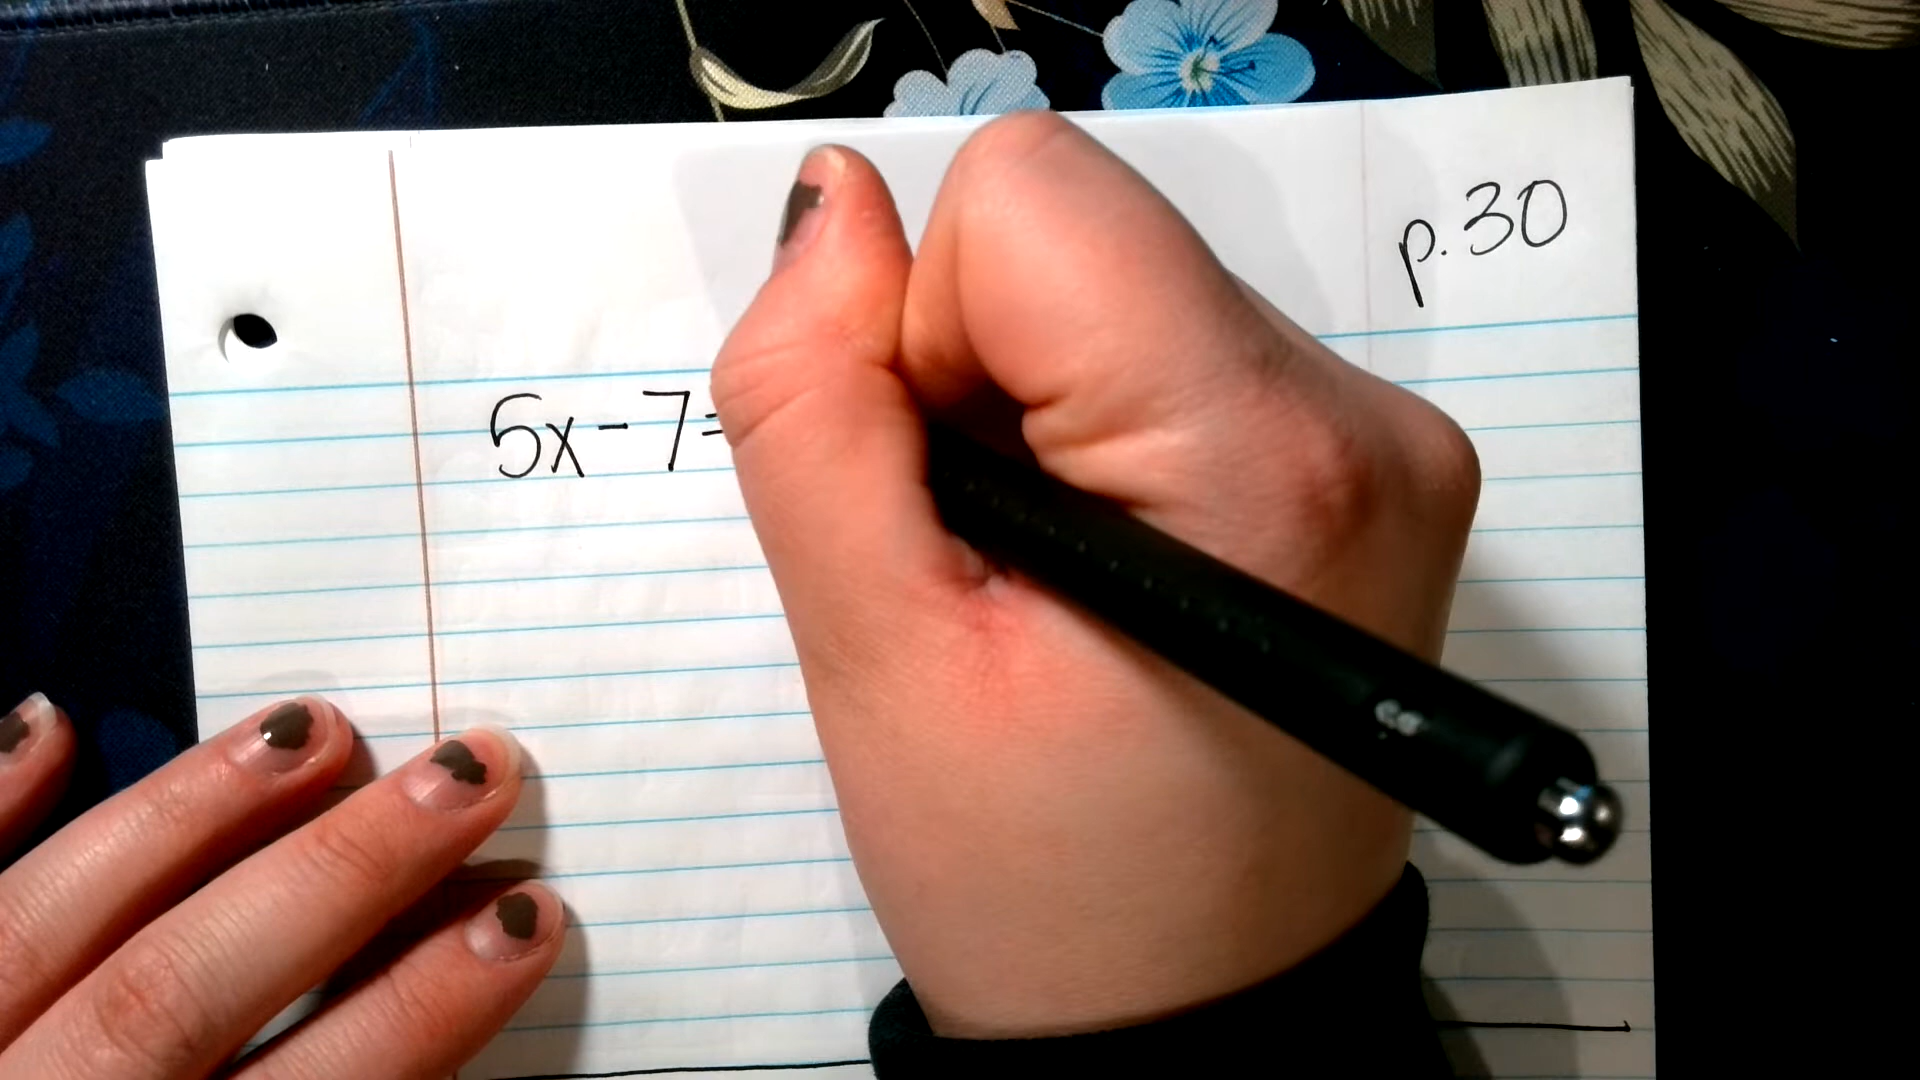 p. 30
5x - 7 =